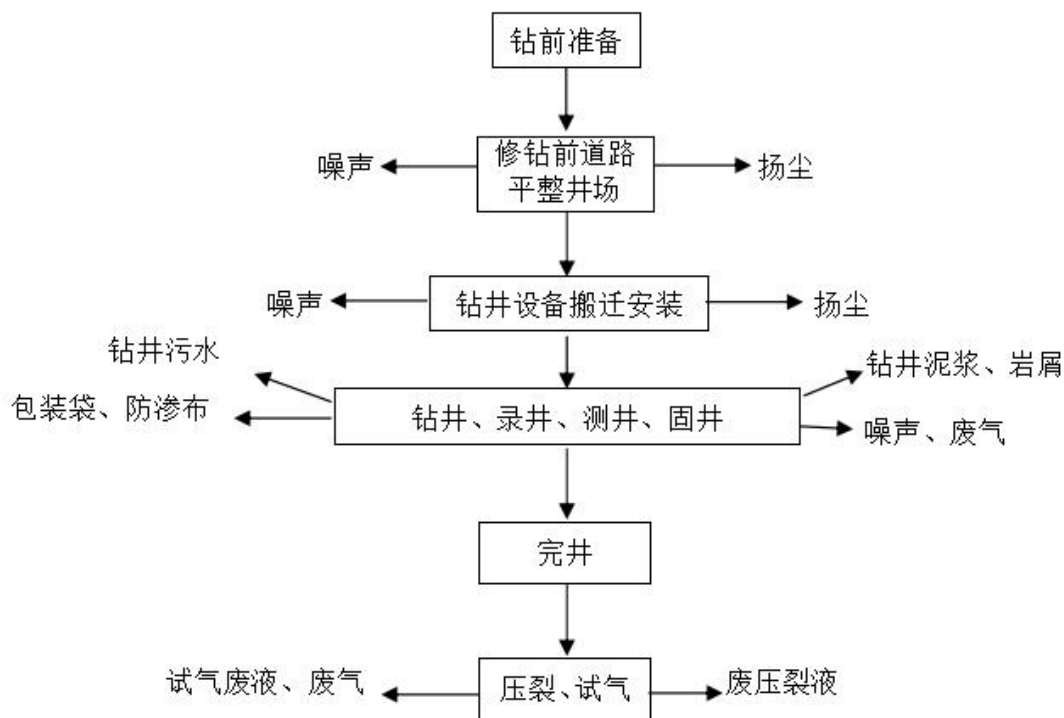 钻前准备
噪声
修钻前道路
平整井场
扬尘
噪声
钻井设备搬迁安装
扬尘
钻井污水
钻井泥浆、岩屑
包装袋、防渗布
钻井、录井、测井、固井
噪声、废气
完井
试气废液、废气
压裂、试气
废压裂液